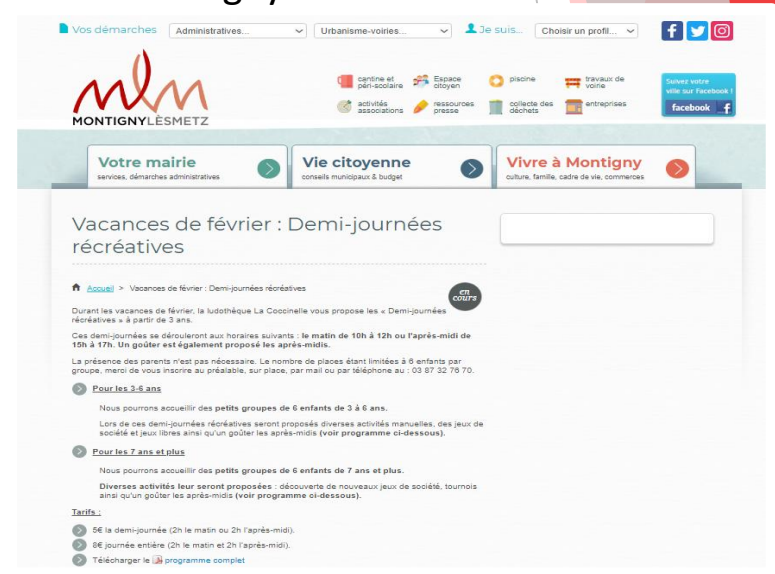 Vos démarches Administratives... Urbanisme-voiries... Je suis... Choisir un profil...
MONTIGNYLÈSMETZ
cantine et péri-scolaire
Espace citoyen
piscine
travaux de voirie
activités associations
ressources presse
collecte des déchets
entreprises
Suivez votre
ville sur Facebook !
facebook
Votre mairie
services, démarches administratives
Vie citoyenne
conseils municipaux & budget
Vivre à Montigny
culture, famille, cadre de vie, commerces
Vacances de février : Demi-journées
récréatives
Accueil > Vacances de février : Demi-journées récréatives
en
cours
Durant les vacances de février, la ludothèque La Coccinelle vous propose les « Demi-journées
récréatives » à partir de 3 ans.
Ces demi-journées se dérouleront aux horaires suivants : le matin de 10h à 12h ou l'après-midi de
15h à 17h. Un goûter est également proposé les après-midis.
La présence des parents n'est pas nécessaire. Le nombre de places étant limitées à 6 enfants par
groupe, merci de vous inscrire au préalable, sur place, par mail ou par téléphone au : 03 87 32 76 70.
Pour les 3-6 ans
Nous pourrons accueillir des petits groupes de 6 enfants de 3 à 6 ans.
Lors de ces demi-journées récréatives seront proposés diverses activités manuelles, des jeux de
société et jeux libres ainsi qu'un goûter les après-midis (voir programme ci-dessous).
Pour les 7 ans et plus
Nous pourrons accueillir des petits groupes de 6 enfants de 7 ans et plus.
Diverses activités leur seront proposées : découverte de nouveaux jeux de société, tournois
ainsi qu'un goûter les après-midis (voir programme ci-dessous).
Tarifs :
5€ la demi-journée (2h le matin ou 2h l'après-midi).
8€ journée entière (2h le matin et 2h l'après-midi).
Télécharger le programme complet